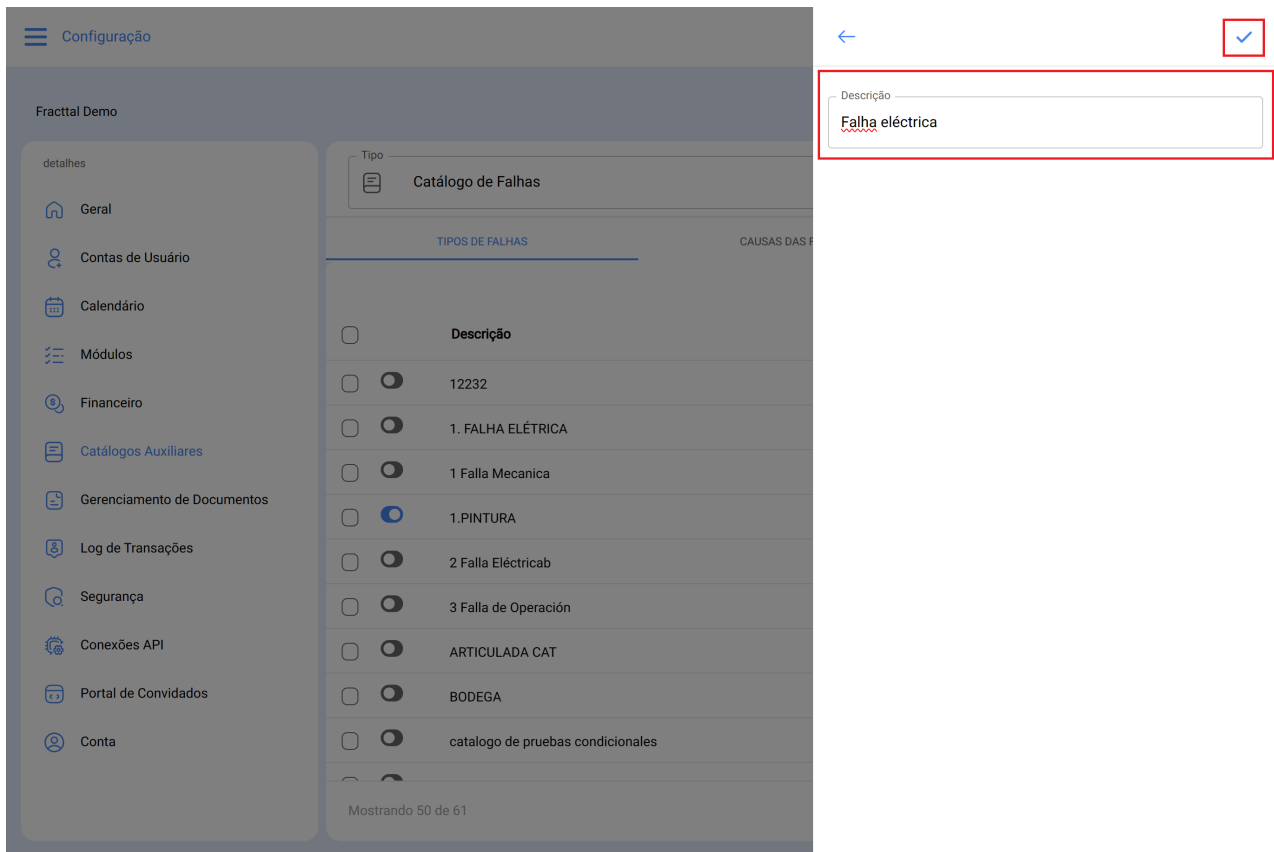 Configuração
Fracttal Demo
detalhes
Geral
Contas de Usuário
Calendário
Módulos
Financeiro
Catálogos Auxiliares
Gerenciamento de Documentos
Log de Transações
Segurança
Conexões API
Portal de Convidados
Conta
Tipo
Catálogo de Falhas
TIPOS DE FALHAS
CAUSAS DAS F
Descrição
12232
1. FALHA ELÉTRICA
1 Falla Mecanica
1.PINTURA
2 Falla Eléctricab
3 Falla de Operación
ARTICULADA CAT
BODEGA
catalogo de pruebas condicionales
Mostrando 50 de 61
Descrição
Falha eléctrica